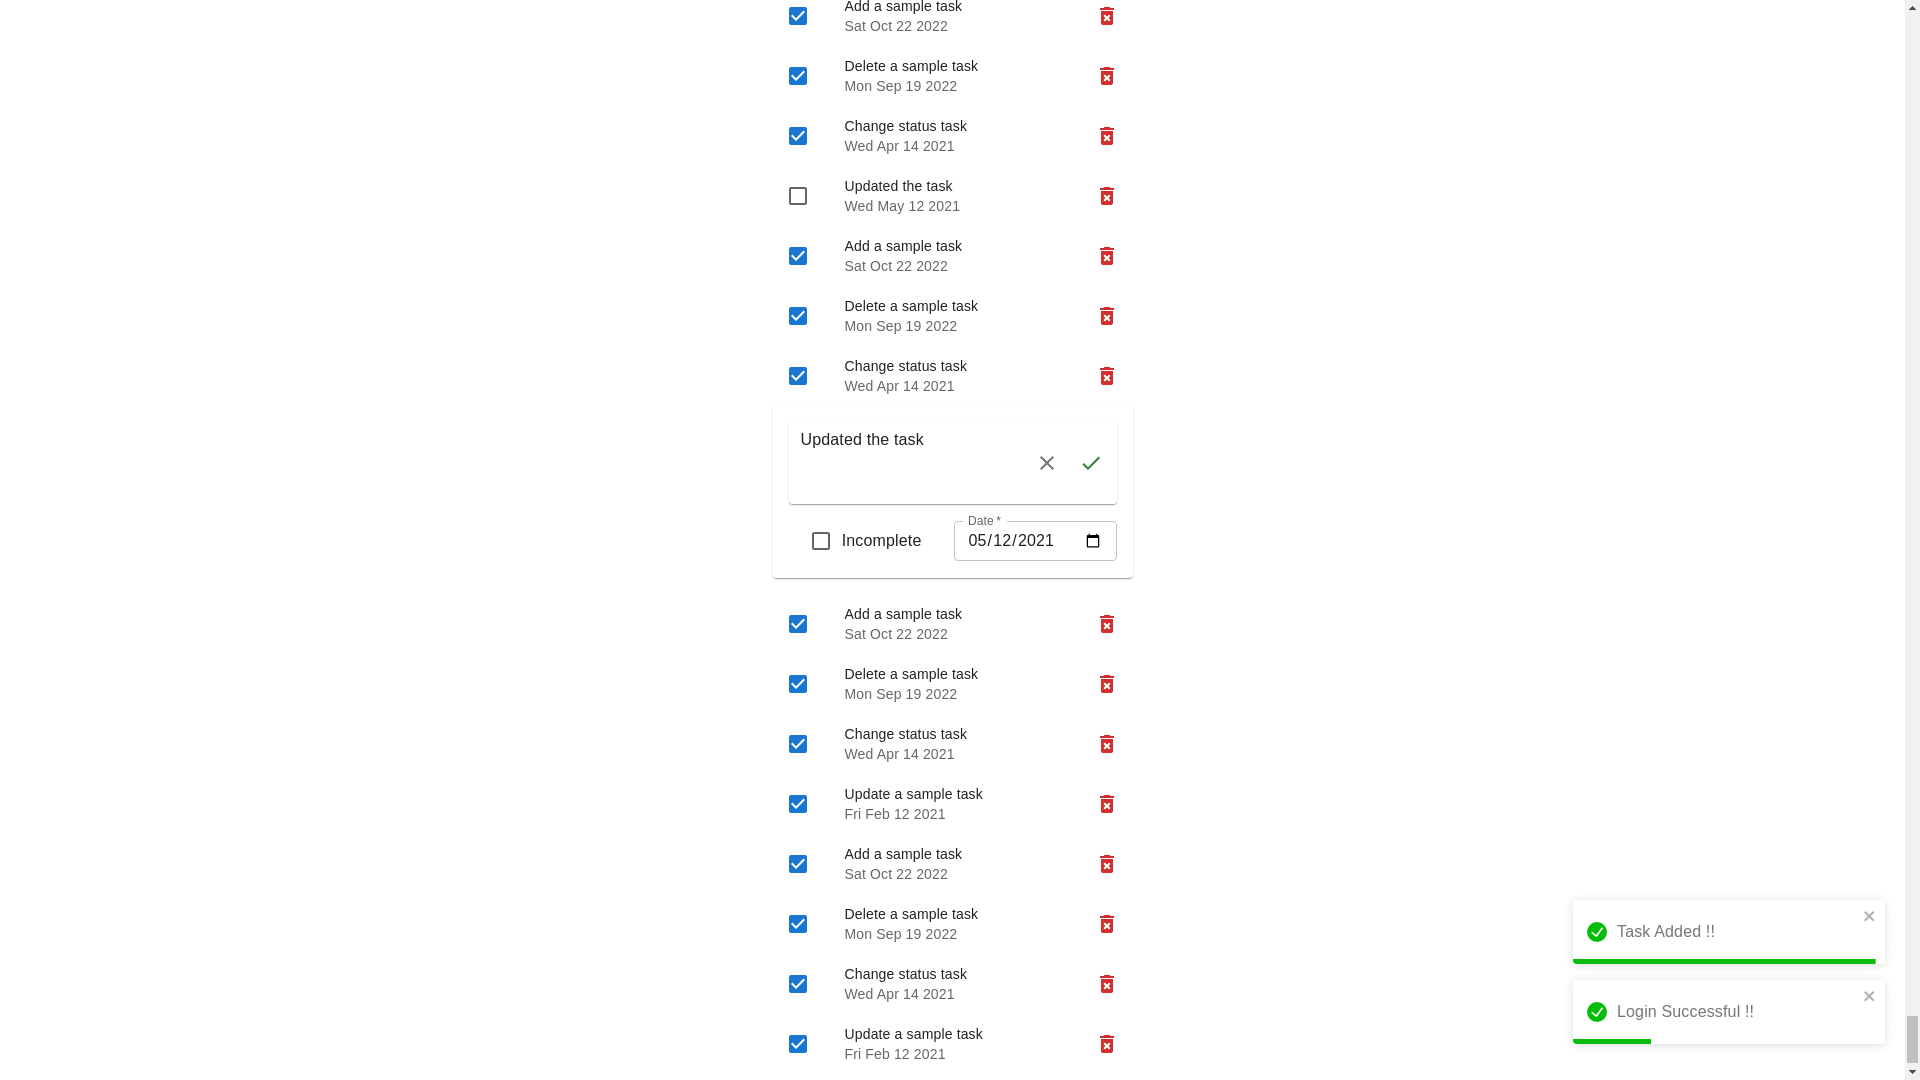 Add a sample task
Sat Oct 22 2022
Delete a sample task
Mon Sep 19 2022
Change status task
Wed Apr 14 2021
Updated the task
Wed May 12 2021
Add a sample task
Sat Oct 22 2022
Delete a sample task
Mon Sep 19 2022
Change status task
Wed Apr 14 2021
Updated the task
Incomplete
Date *
05/12/2021
Add a sample task
Sat Oct 22 2022
Delete a sample task
Mon Sep 19 2022
Change status task
Wed Apr 14 2021
Update a sample task
Fri Feb 12 2021
Add a sample task
Sat Oct 22 2022
Delete a sample task
Mon Sep 19 2022
Change status task
Wed Apr 14 2021
Update a sample task
Fri Feb 12 2021
Task Added !!
Login Successful !!